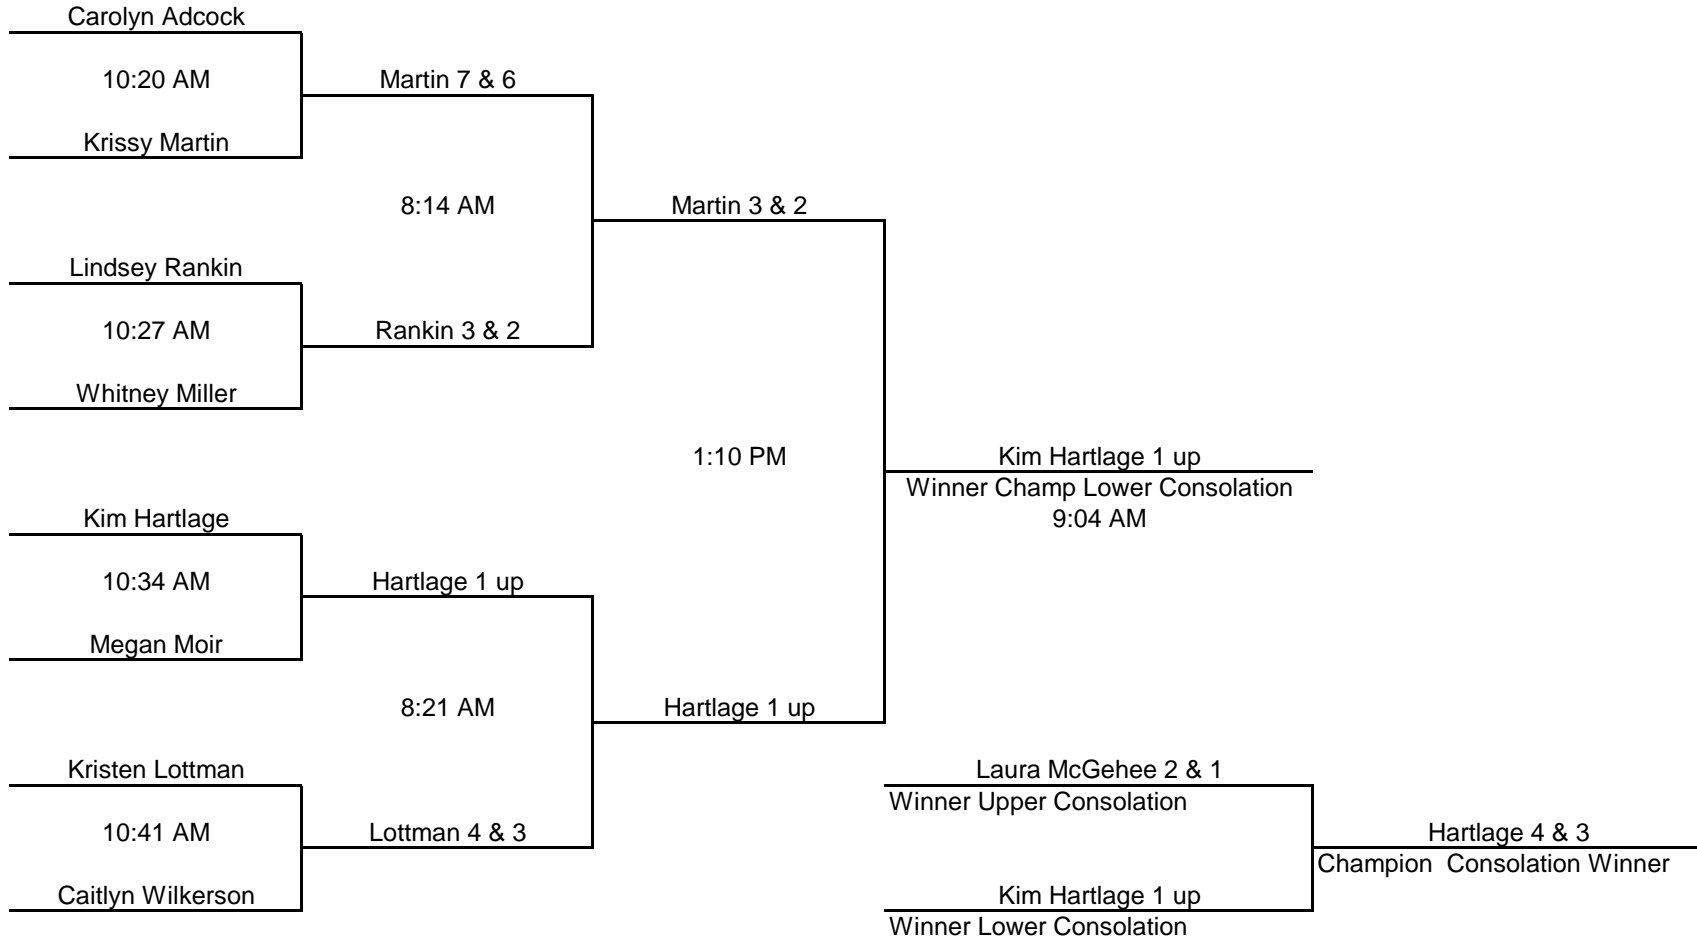 Carolyn Adcock
10:20 AM
Martin 7 & 6
Krissy Martin
8:14 AM
Martin 3 & 2
Lindsey Rankin
10:27 AM
Rankin 3 & 2
Whitney Miller
1:10 PM
Kim Hartlage 1 up
Winner Champ Lower Consolation
9:04 AM
Kim Hartlage
10:34 AM
Hartlage 1 up
Megan Moir
8:21 AM
Hartlage 1 up
Kristen Lottman
10:41 AM
Lottman 4 & 3
Caitlyn Wilkerson
Laura McGehee 2 & 1
Winner Upper Consolation
Hartlage 4 & 3
Champion  Consolation Winner
Kim Hartlage 1 up
Winner Lower Consolation